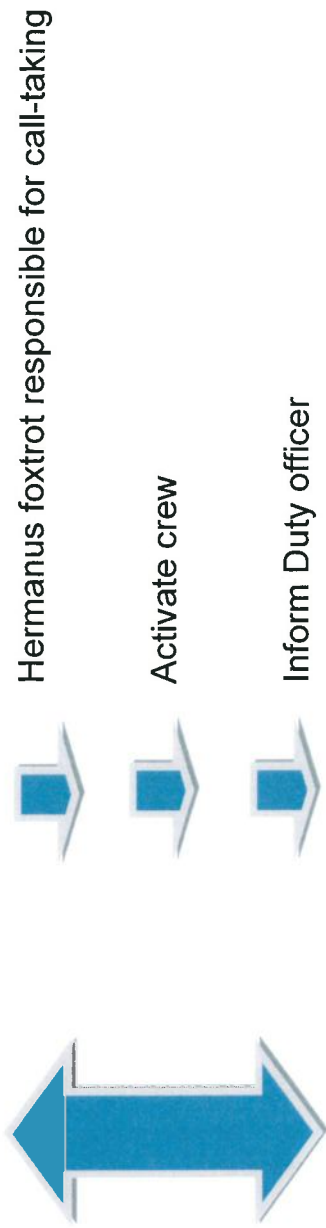 Hermanus foxtrot responsible for call-taking
Activate crew
Inform Duty officer